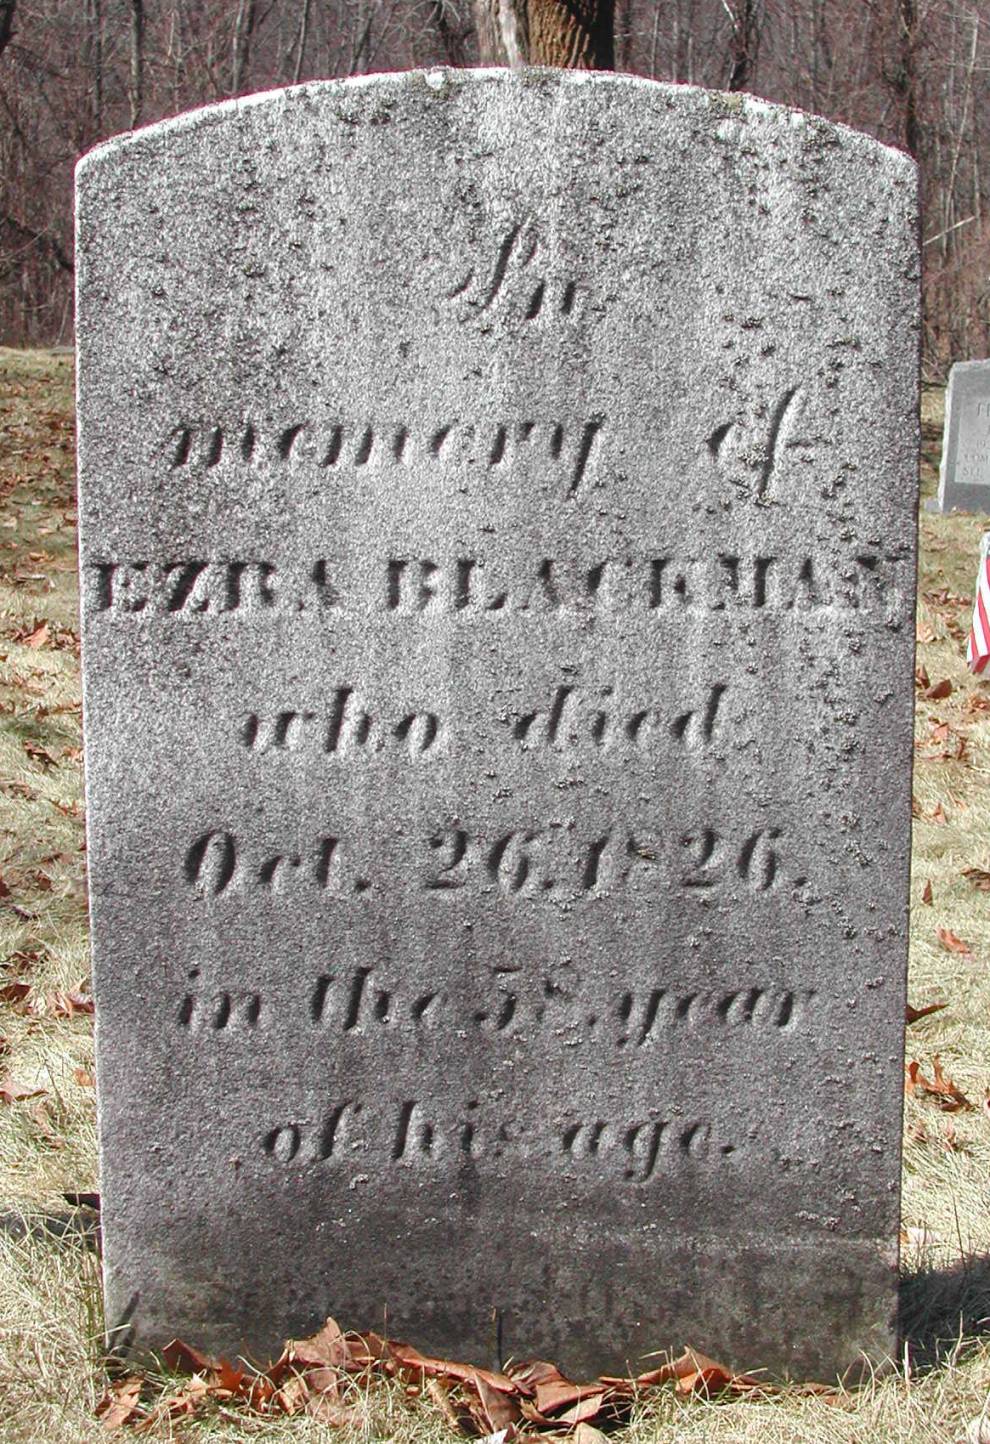 In
memory of
EZRA BLACKMAN
who died
Oct. 26. 1826.
in the 58 year
of his age.